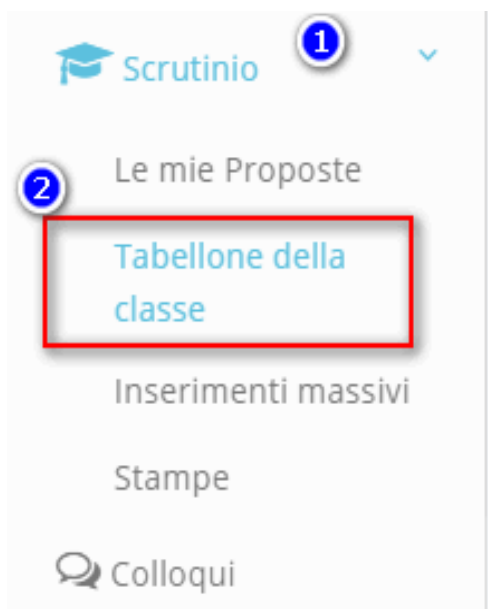 Scrutinio 1
2 Le mie Proposte
Tabellone della
classe
Inserimenti massivi
Stampe
Colloqui